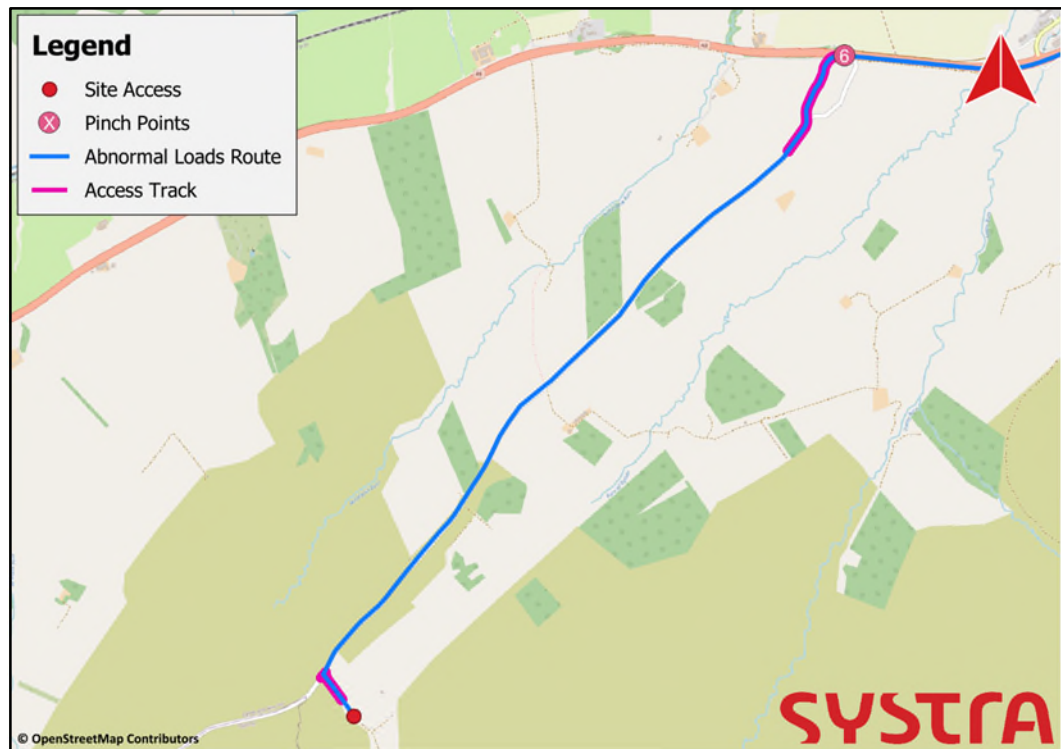 Legend
Site Access
X
Pinch Points
Abnormal Loads Route
Access Track
6
SYSTRA
© OpenStreetMap Contributors